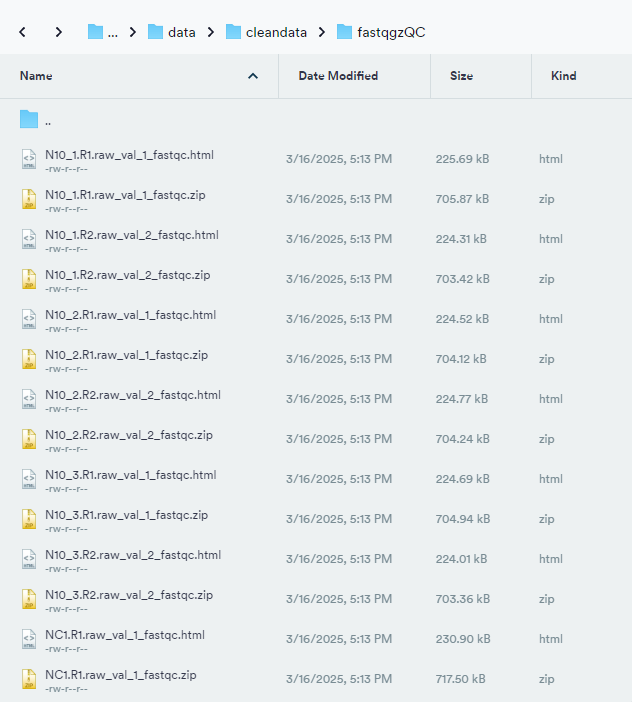 ... data cleandata fastqgzQC
Name Date Modified Size Kind
..
N10_1.R1.raw_val_1_fastqc.html 3/16/2025, 5:13 PM 225.69 kB html
-rw-r--r--
N10_1.R1.raw_val_1_fastqc.zip 3/16/2025, 5:13 PM 705.87 kB zip
-rw-r--r--
N10_1.R2.raw_val_2_fastqc.html 3/16/2025, 5:13 PM 224.31 kB html
-rw-r--r--
N10_1.R2.raw_val_2_fastqc.zip 3/16/2025, 5:13 PM 703.42 kB zip
-rw-r--r--
N10_2.R1.raw_val_1_fastqc.html 3/16/2025, 5:13 PM 224.52 kB html
-rw-r--r--
N10_2.R1.raw_val_1_fastqc.zip 3/16/2025, 5:13 PM 704.12 kB zip
-rw-r--r--
N10_2.R2.raw_val_2_fastqc.html 3/16/2025, 5:13 PM 224.77 kB html
-rw-r--r--
N10_2.R2.raw_val_2_fastqc.zip 3/16/2025, 5:13 PM 704.24 kB zip
-rw-r--r--
N10_3.R1.raw_val_1_fastqc.html 3/16/2025, 5:13 PM 224.69 kB html
-rw-r--r--
N10_3.R1.raw_val_1_fastqc.zip 3/16/2025, 5:13 PM 704.94 kB zip
-rw-r--r--
N10_3.R2.raw_val_2_fastqc.html 3/16/2025, 5:13 PM 224.01 kB html
-rw-r--r--
N10_3.R2.raw_val_2_fastqc.zip 3/16/2025, 5:13 PM 703.36 kB zip
-rw-r--r--
NC1.R1.raw_val_1_fastqc.html 3/16/2025, 5:13 PM 230.90 kB html
-rw-r--r--
NC1.R1.raw_val_1_fastqc.zip 3/16/2025, 5:13 PM 717.50 kB zip
-rw-r--r--